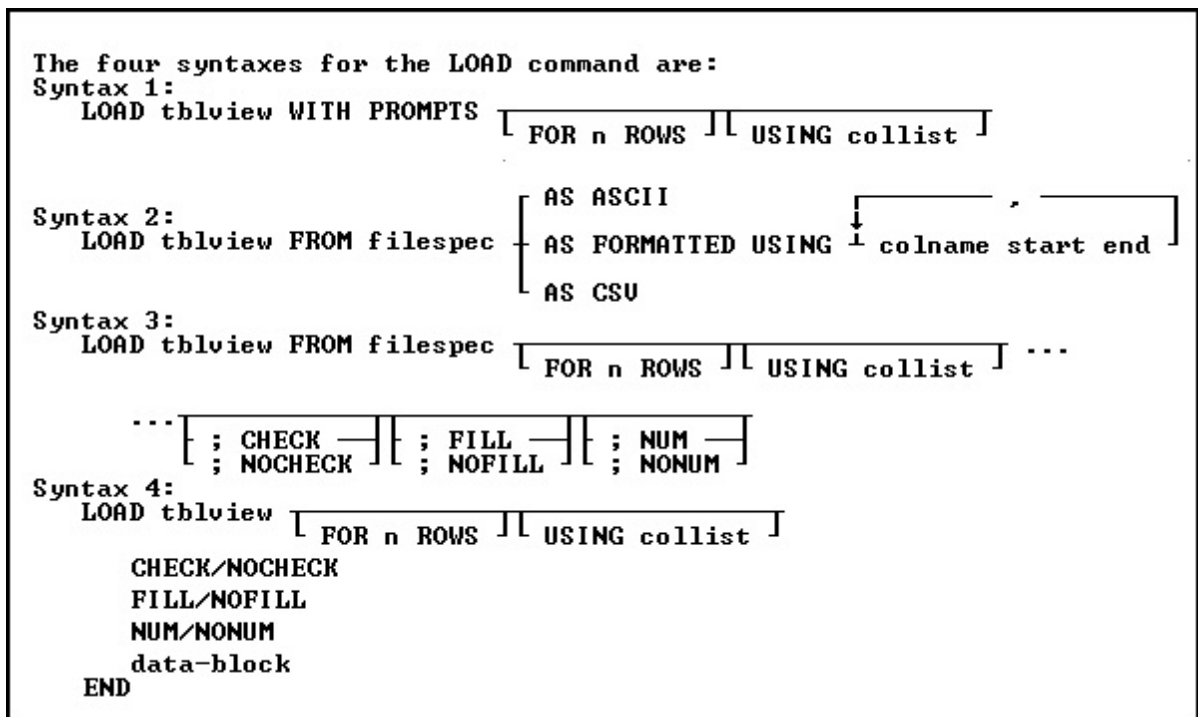 The four syntaxes for the LOAD command are:
Syntax 1:
LOAD tblview WITH PROMPTS
FOR n ROWS USING collist
AS ASCII ,
Syntax 2:
LOAD tblview FROM filespec AS FORMATTED USING colname start end
AS CSV
Syntax 3:
LOAD tblview FROM filespec ...
FOR n ROWS USING collist
...
; CHECK ; FILL ; NUM
; NOCHECK ; NOFILL ; NONUM
Syntax 4:
LOAD tblview
FOR n ROWS USING collist
CHECK/NOCHECK
FILL/NOFILL
NUM/NONUM
data-block
END